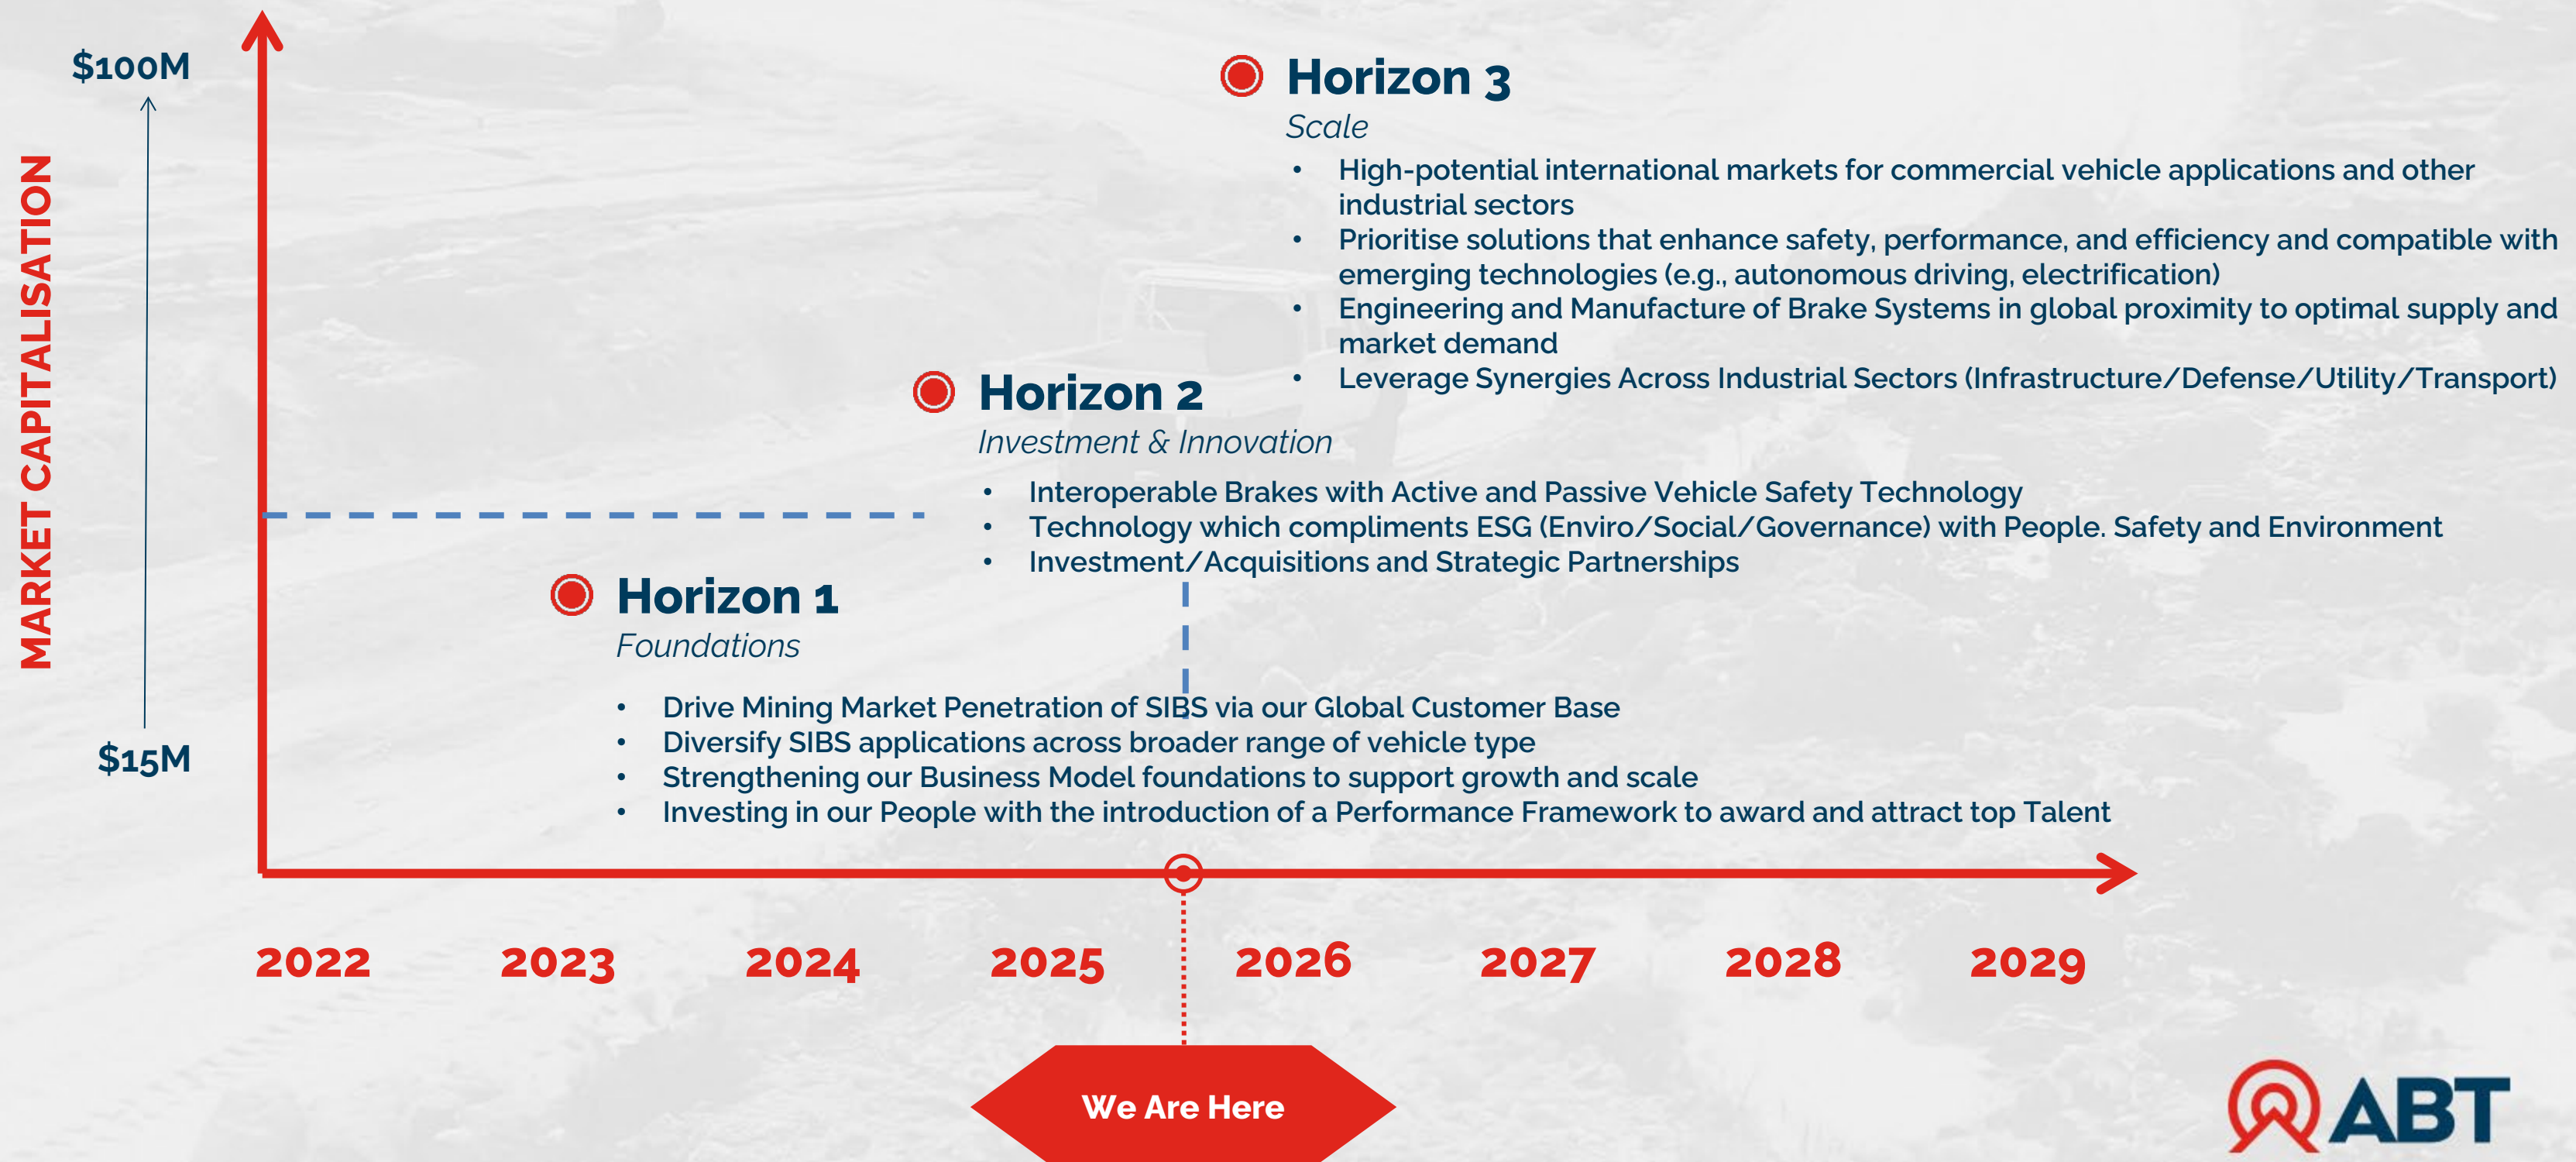 $100M
MARKET CAPITALISATION
$15M
Horizon 3
Scale
• High-potential international markets for commercial vehicle applications and other
industrial sectors
• Prioritise solutions that enhance safety, performance, and efficiency and compatible with
emerging technologies (e.g., autonomous driving, electrification)
• Engineering and Manufacture of Brake Systems in global proximity to optimal supply and
market demand
• Leverage Synergies Across Industrial Sectors (Infrastructure/Defense/Utility/Transport)
Horizon 2
Investment & Innovation
• Interoperable Brakes with Active and Passive Vehicle Safety Technology
• Technology which compliments ESG (Enviro/Social/Governance) with People. Safety and Environment
• Investment/Acquisitions and Strategic Partnerships
Horizon 1
Foundations
• Drive Mining Market Penetration of SIBS via our Global Customer Base
• Diversify SIBS applications across broader range of vehicle type
• Strengthening our Business Model foundations to support growth and scale
• Investing in our People with the introduction of a Performance Framework to award and attract top Talent
2022 2023 2024 2025 2026 2027 2028 2029
We Are Here
ABT